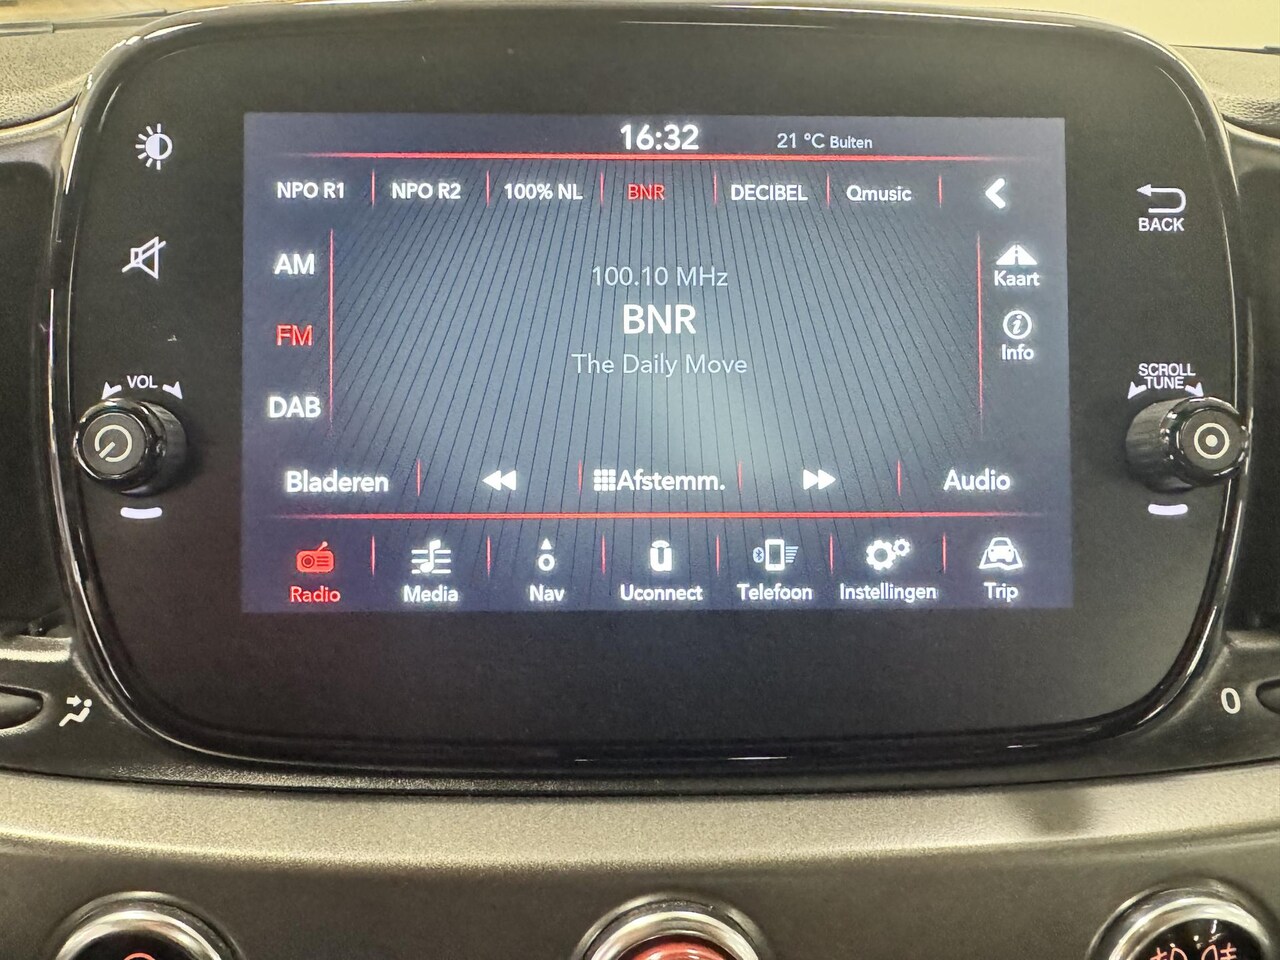 16:32
21 °C Buiten
NPO R1
NPO R2
100% NL
BNR
DECIBEL
Qmusic
BACK
AM
FM
DAB
100.10 MHz
BNR
The Daily Move
Kaart
Info
VOL
SCROLL
TUNE
Bladeren
Afstemm.
Audio
Radio
Media
Nav
Uconnect
Telefoon
Instellingen
Trip
0